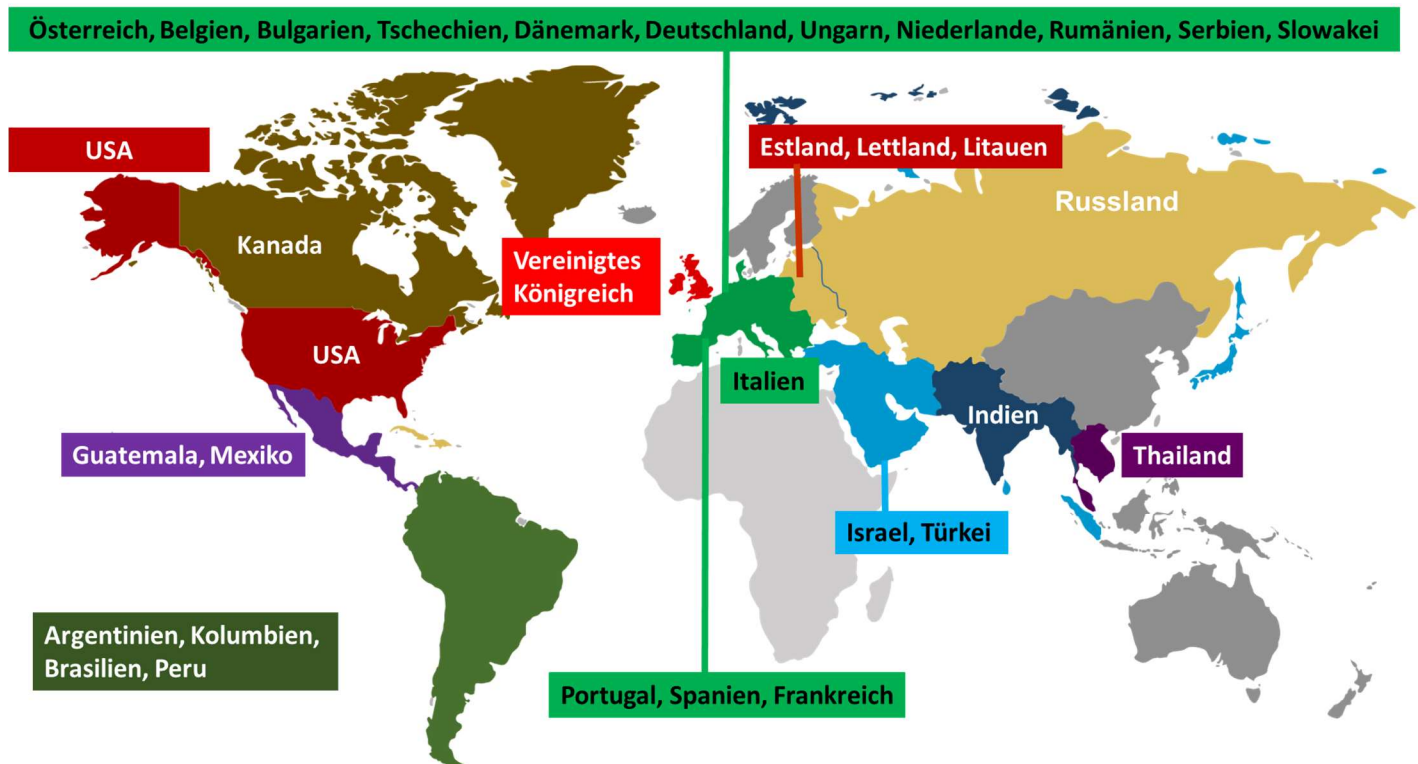 Österreich, Belgien, Bulgarien, Tschechien, Dänemark, Deutschland, Ungarn, Niederlande, Rumänien, Serbien, Slowakei
USA
Estland, Lettland, Litauen
Russland
Kanada
Vereinigtes
Königreich
USA
Italien
Indien
Guatemala, Mexiko
Thailand
Israel, Türkei
Argentinien, Kolumbien,
Brasilien, Peru
Portugal, Spanien, Frankreich